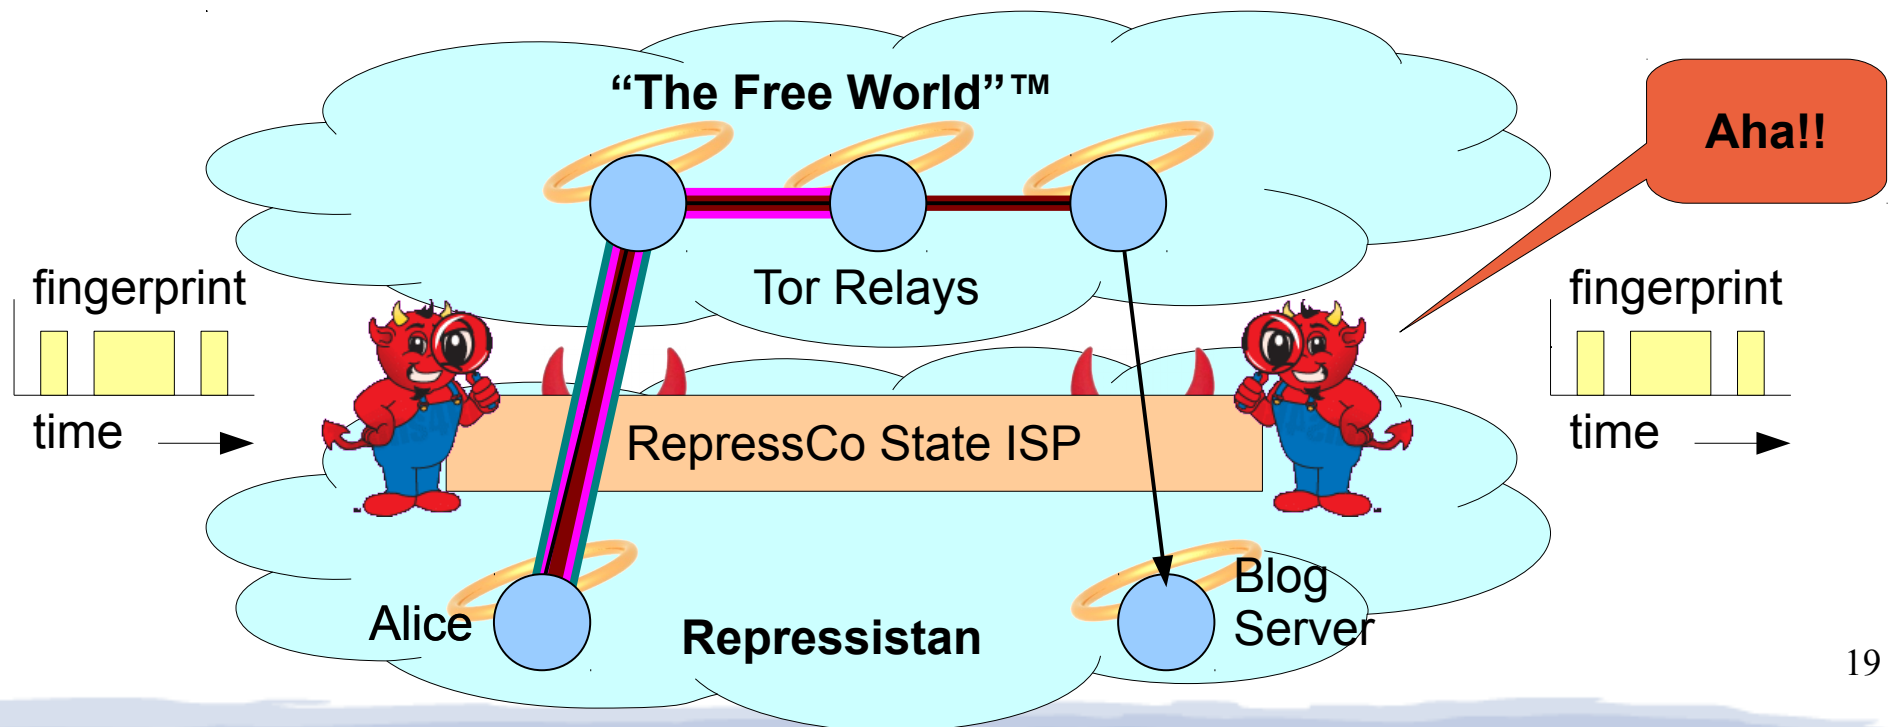 “The Free World”™
Aha!!
fingerprint
Tor Relays
fingerprint
time
RepressCo State ISP
time
Alice
Repressistan
Blog
Server
19